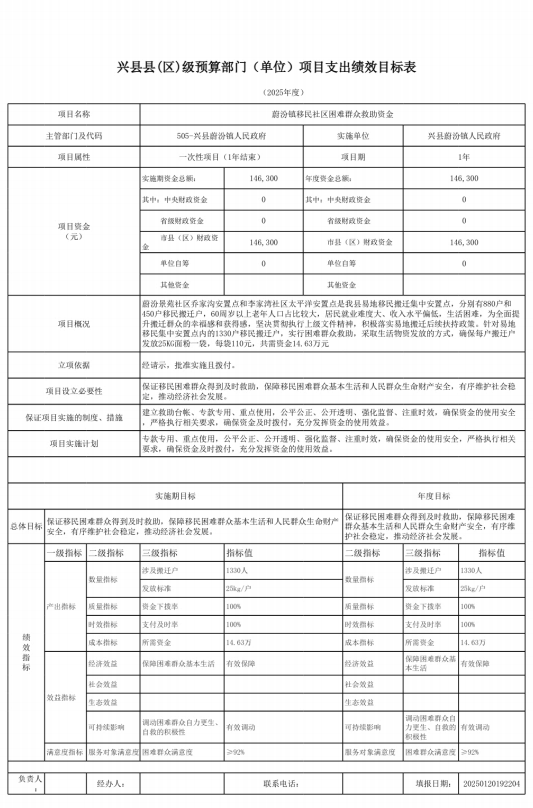 兴县县(区)级预算部门（单位）项目支出绩效目标表
（2025年度）
项目名称 蔚汾镇移民社区困难群众救助资金
主管部门及代码 505-兴县蔚汾镇人民政府 实施单位 兴县蔚汾镇人民政府
项目属性 一次性项目（1年结束） 项目期 1年
项目资金（元） 实施期资金总额： 146,300 年度资金总额： 146,300
其中：中央财政资金 0 其中：中央财政资金 0
省级财政资金 0 省级财政资金 0
市县（区）财政资金 146,300 市县（区）财政资金 146,300
单位自筹 0 单位自筹 0
其他资金 其他资金
项目概况
蔚汾景苑社区乔家沟安置点和李家湾社区太平洋安置点是我县易地移民搬迁集中安置点，分别有880户和
450户移民搬迁户，60周岁以上老年人口占比较大，居民就业难度大、收入水平偏低，生活困难，为全面提
升搬迁群众的幸福感和获得感，坚决贯彻执行上级文件精神，积极落实易地搬迁后续扶持政策。针对易地
移民集中安置点内的1330户移民搬迁户，实行困难群众救助，采取生活物资发放的方式，确保每户搬迁户
发放25KG面粉一袋，每袋110元，共需资金14.63万元
立项依据 经请示，批准实施且拨付。
项目设立必要性
保证移民困难群众得到及时救助，保障移民困难群众基本生活和人民群众生命财产安全，有序维护社会稳
定，推动经济社会发展。
保证项目实施的制度、措施
建立救助台帐、专款专用、重点使用，公平公正、公开透明、强化监督、注重时效，确保资金的使用安全
，严格执行相关要求，确保资金及时拨付，充分发挥资金的使用效益。
项目实施计划
专款专用、重点使用，公平公正、公开透明、强化监督、注重时效，确保资金的使用安全，严格执行相关
要求，确保资金及时拨付，充分发挥资金的使用效益。
实施期目标 年度目标
总体目标
保证移民困难群众得到及时救助，保障移民困难群众基本生活和人民群众生命财产
安全，有序维护社会稳定，推动经济社会发展。
保证移民困难群众得到及时救助，保障移民困难
群众基本生活和人民群众生命财产安全，有序维
护社会稳定，推动经济社会发展。
绩效指标
一级指标 二级指标 三级指标 指标值 二级指标 三级指标 指标值
产出指标 数量指标 涉及搬迁户 1330人 数量指标 涉及搬迁户 1330人
发放标准 25kg/户 发放标准 25kg/户
质量指标 资金下拨率 100% 质量指标 资金下拨率 100%
时效指标 支付及时率 100% 时效指标 支付及时率 100%
成本指标 所需资金 14.63万 成本指标 所需资金 14.63万
效益指标 经济效益 保障困难群众基本生活 有效保障 经济效益 保障困难群众基本生活 有效保障
社会效益 社会效益
生态效益 生态效益
可持续影响 调动困难群众自力更生、自救的积极性 有效调动 可持续影响 调动困难群众自力更生、自救的积极性 有效调动
满意度指标 服务对象满意度 困难群众满意度 ≥92% 服务对象满意度 困难群众满意度 ≥92%
负责人： 经办人： 联系电话： 填报日期： 20250120192204